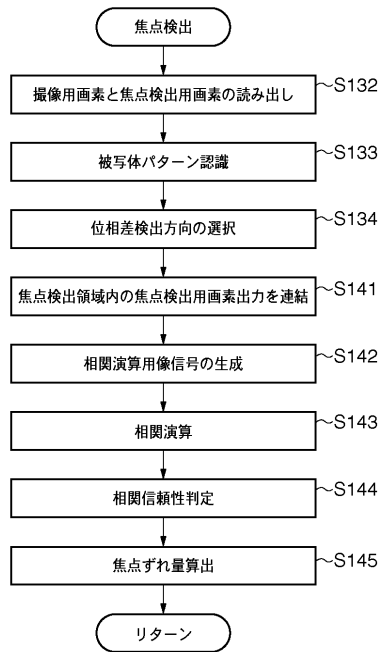 焦点検出
撮像用画素と焦点検出用画素の読み出し
S132
被写体パターン認識
S133
位相差検出方向の選択
S134
焦点検出領域内の焦点検出用画素出力を連結
S141
相関演算用像信号の生成
S142
相関演算
S143
相関信頼性判定
S144
焦点ずれ量算出
S145
リターン